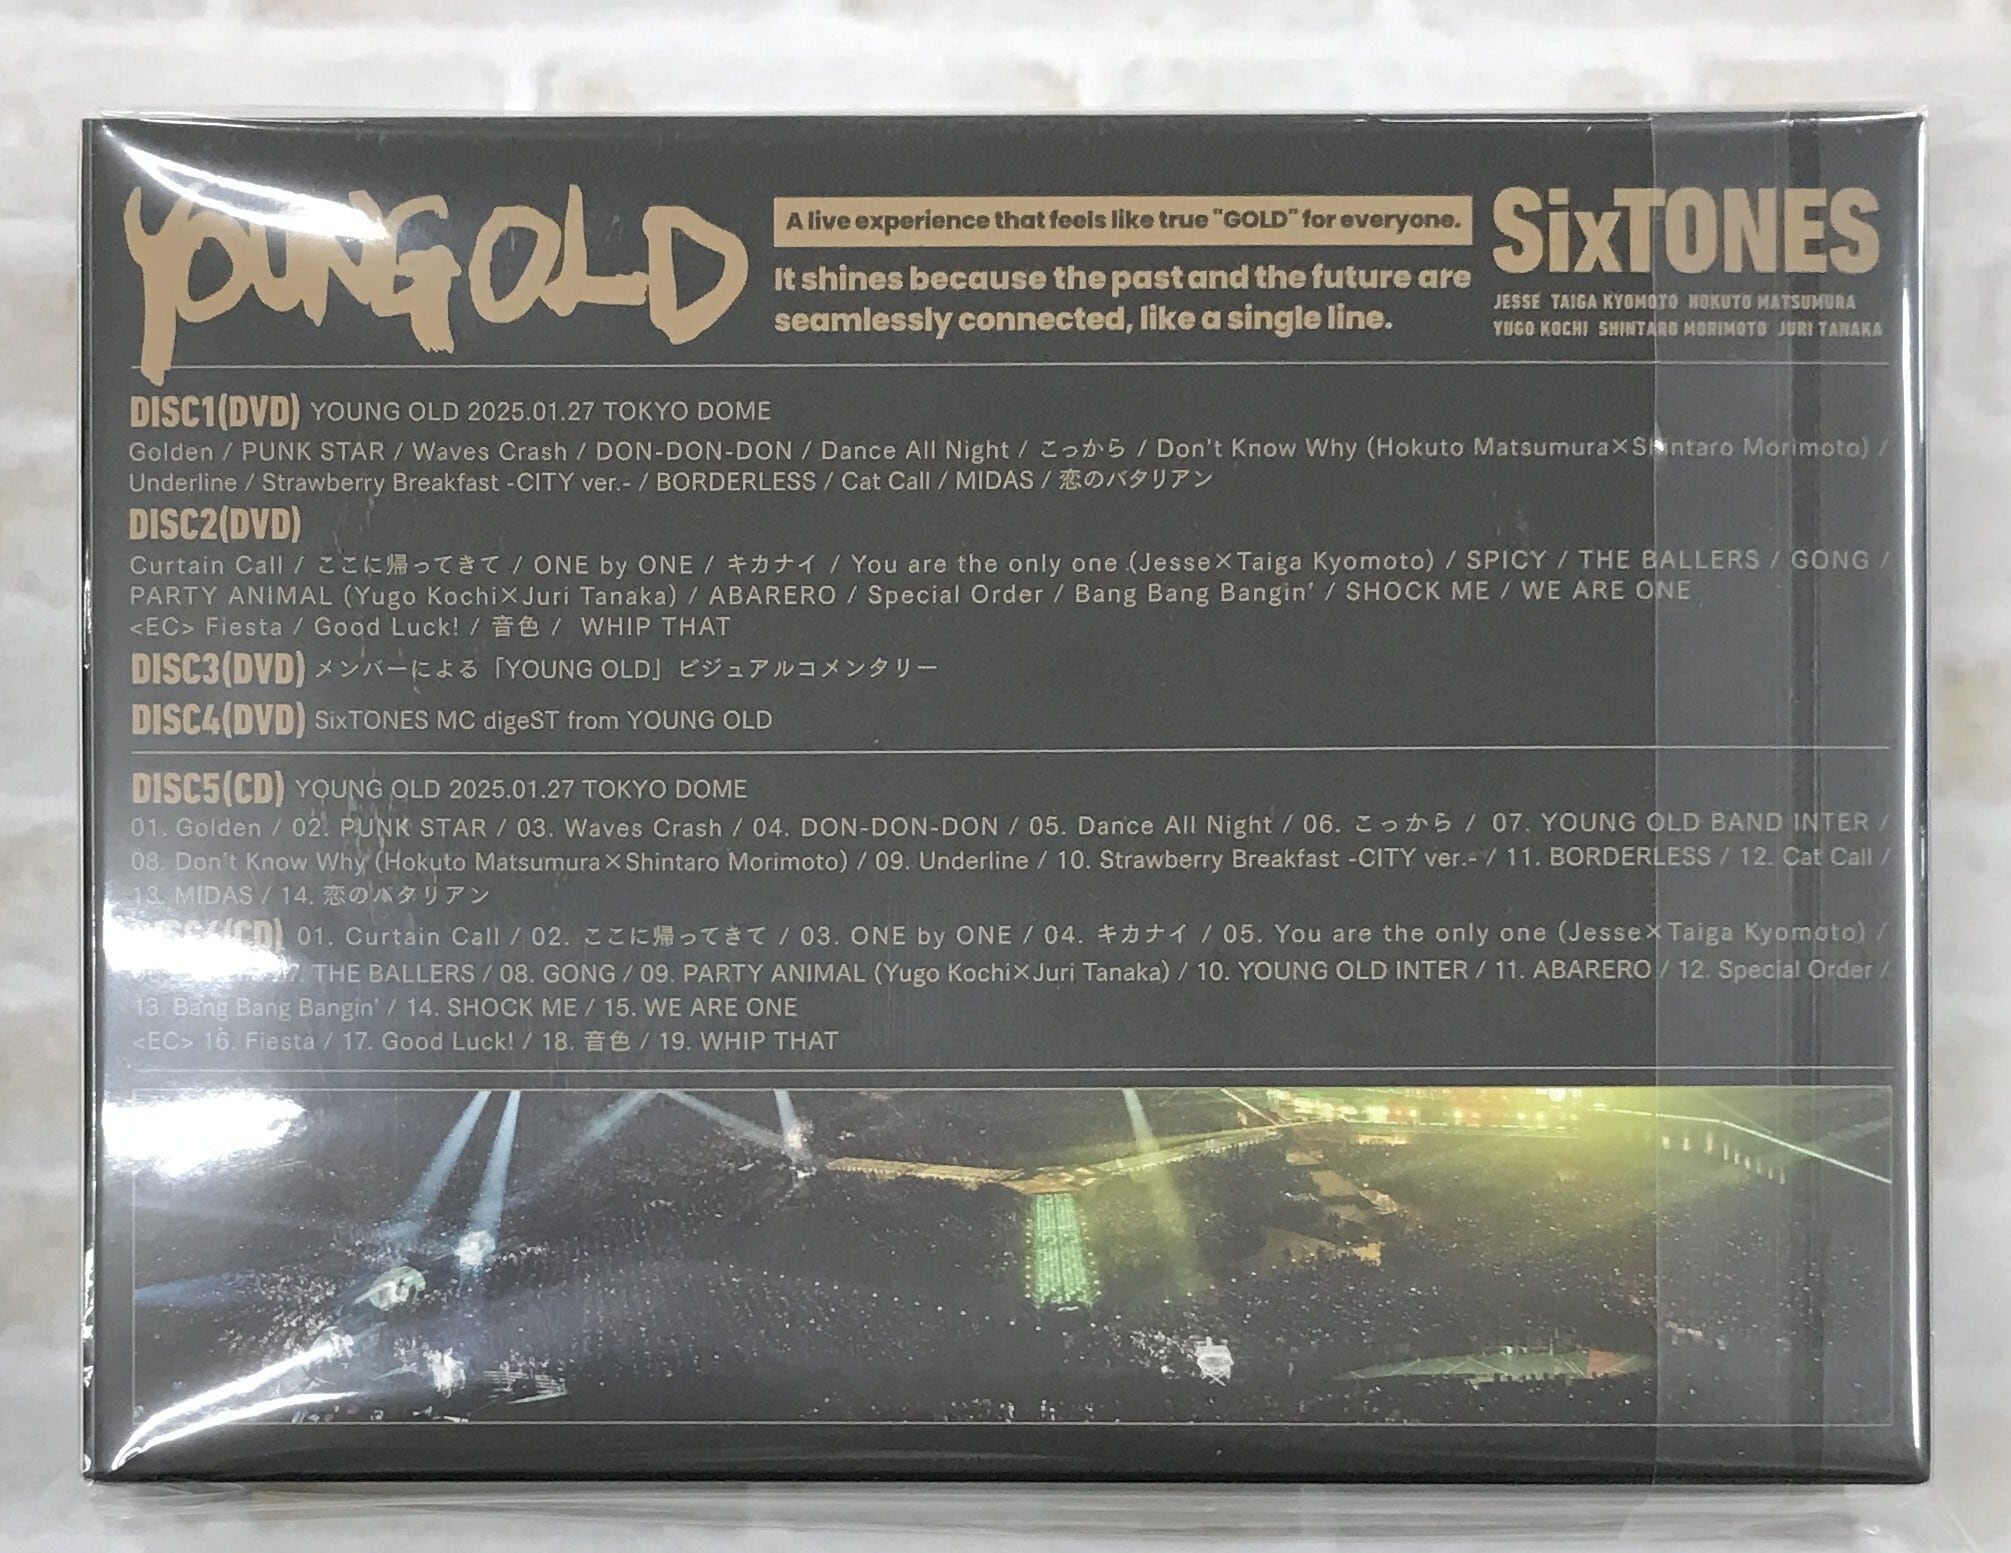 YOUNG OLD
A live experience that feels like true "GOLD" for everyone.
It shines because the past and the future are
seamlessly connected, like a single line.
SixTONES
JESSE TAIGA KYOMOTO HOKUTO MATSUMURA
YUGO KOCHI SHINTARO MORIMOTO JURI TANAKA
DISC1(DVD) YOUNG OLD 2025.01.27 TOKYO DOME
Golden / PUNK STAR / Waves Crash / DON-DON-DON / Dance All Night / こっから / Don't Know Why (Hokuto Matsumura×Shintaro Morimoto) /
Underline / Strawberry Breakfast -CITY ver.- / BORDERLESS / Cat Call / MIDAS / 恋のバタリアン
DISC2(DVD)
Curtain Call / ここに帰ってきて / ONE by ONE / キカナイ / You are the only one (Jesse×Taiga Kyomoto) / SPICY / THE BALLERS / GONG /
PARTY ANIMAL (Yugo Kochi×Juri Tanaka) / ABARERO / Special Order / Bang Bang Bangin' / SHOCK ME / WE ARE ONE
<EC> Fiesta / Good Luck! / 音色 / WHIP THAT
DISC3(DVD) メンバーによる「YOUNG OLD」ビジュアルコメンタリー
DISC4(DVD) SixTONES MC digeST from YOUNG OLD
DISC5(CD) YOUNG OLD 2025.01.27 TOKYO DOME
01. Golden / 02. PUNK STAR / 03. Waves Crash / 04. DON-DON-DON / 05. Dance All Night / 06. こっから / 07. YOUNG OLD BAND INTER /
08. Don't Know Why (Hokuto Matsumura×Shintaro Morimoto) / 09. Underline / 10. Strawberry Breakfast -CITY ver.- / 11. BORDERLESS / 12. Cat Call /
13. MIDAS / 14. 恋のバタリアン
(CD) 01. Curtain Call / 02. ここに帰ってきて / 03. ONE by ONE / 04. キカナイ / 05. You are the only one (Jesse×Taiga Kyomoto) /
THE BALLERS / 08. GONG / 09. PARTY ANIMAL (Yugo Kochi×Juri Tanaka) / 10. YOUNG OLD INTER / 11. ABARERO / 12. Special Order /
13. Bang Bang Bangin' / 14. SHOCK ME / 15. WE ARE ONE
<EC> 16. Fiesta / 17. Good Luck! / 18. 音色 / 19. WHIP THAT